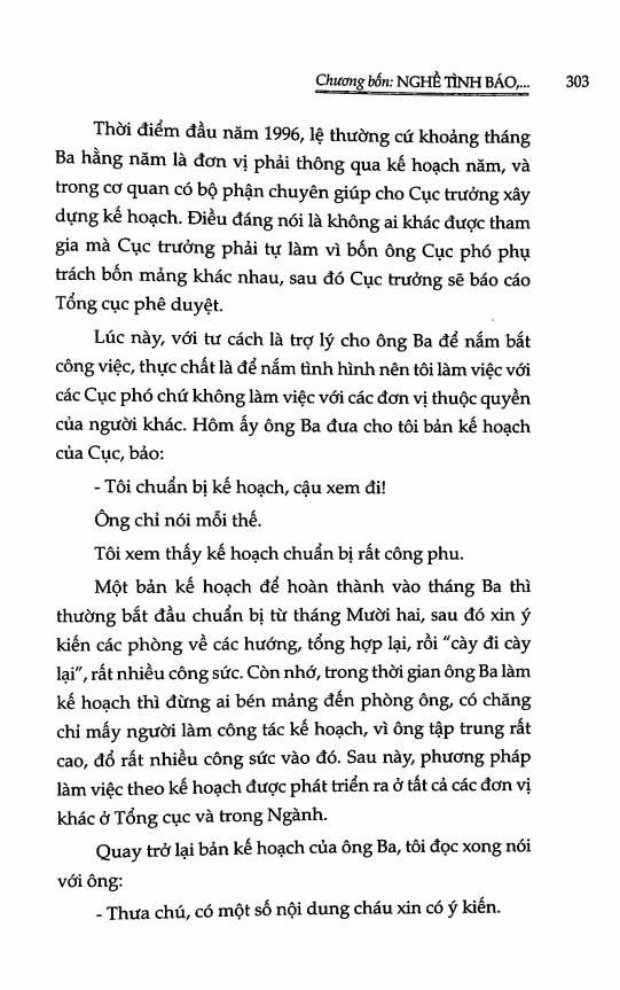 Chương bốn: NGHỀ TÌNH BÁO,... 303
Thời điểm đầu năm 1996, lệ thường cứ khoảng tháng
Ba hằng năm là đơn vị phải thông qua kế hoạch năm, và
trong cơ quan có bộ phận chuyên giúp cho Cục trưởng xây
dựng kế hoạch. Điều đáng nói là không ai khác được tham
gia mà Cục trưởng phải tự làm vì bốn ông Cục phó phụ
trách bốn mảng khác nhau, sau đó Cục trưởng sẽ báo cáo
Tổng cục phê duyệt.
Lúc này, với tư cách là trợ lý cho ông Ba để nắm bắt
công việc, thực chất là để nắm tình hình nên tôi làm việc với
các Cục phó chứ không làm việc với các đơn vị thuộc quyền
của người khác. Hôm ấy ông Ba đưa cho tôi bản kế hoạch
của Cục, bảo:
- Tôi chuẩn bị kế hoạch, cậu xem đi!
Ông chỉ nói mỗi thế.
Tôi xem thấy kế hoạch chuẩn bị rất công phu.
Một bản kế hoạch để hoàn thành vào tháng Ba thì
thường bắt đầu chuẩn bị từ tháng Mười hai, sau đó xin ý
kiến các phòng về các hướng, tổng hợp lại, rồi "cày đi cày
lại", rất nhiều công sức. Còn nhớ, trong thời gian ông Ba làm
kế hoạch thì đừng ai bén mảng đến phòng ông, có chăng
chỉ mấy người làm công tác kế hoạch, vì ông tập trung rất
cao, đổ rất nhiều công sức vào đó. Sau này, phương pháp
làm việc theo kế hoạch được phát triển ra ở tất cả các đơn vị
khác ở Tổng cục và trong Ngành.
Quay trở lại bản kế hoạch của ông Ba, tôi đọc xong nói
với ông:
- Thưa chú, có một số nội dung cháu xin có ý kiến.